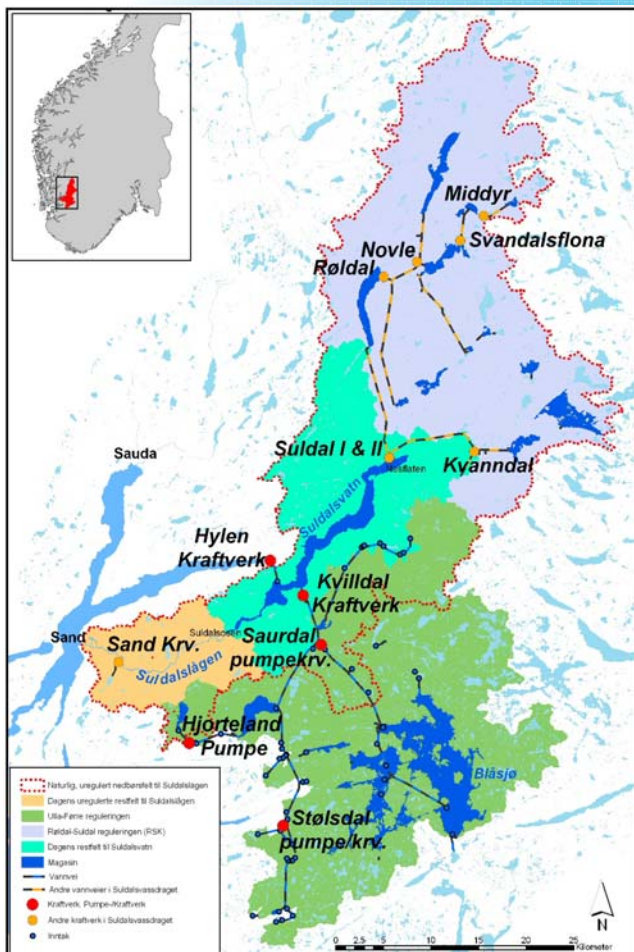 Middyr
Svandalsflona
Novle
Røldal
Suldal I & II
Nesflaten
Kvanndal
Sauda
Suldalsvatn
Hylen
Kraftverk
Kvilldal
Kraftverk
Suldalsosen
Sand
Sand Krv.
Saurdal
pumpekrv.
Suldalslågen
Hjorteland
Pumpe
Blåsjø
Stølsdal
pumpe/krv.
Naturlig, uregulert nedbørsfelt til Suldalslågen
Dagens uregulerte restfelt til Suldalslågen
Ulla-Førre reguleringen
Røldal-Suldal reguleringen (RSK)
Dagens restfelt til Suldalsvatn
Magasin
Vannvei
Andre vannveier i Suldalsvassdraget
Kraftverk, Pumpe-/Kraftverk
Andre kraftverk i Suldalsvassdraget
Inntak
0 2.5 5 10 15 20 25
Kilometer
N